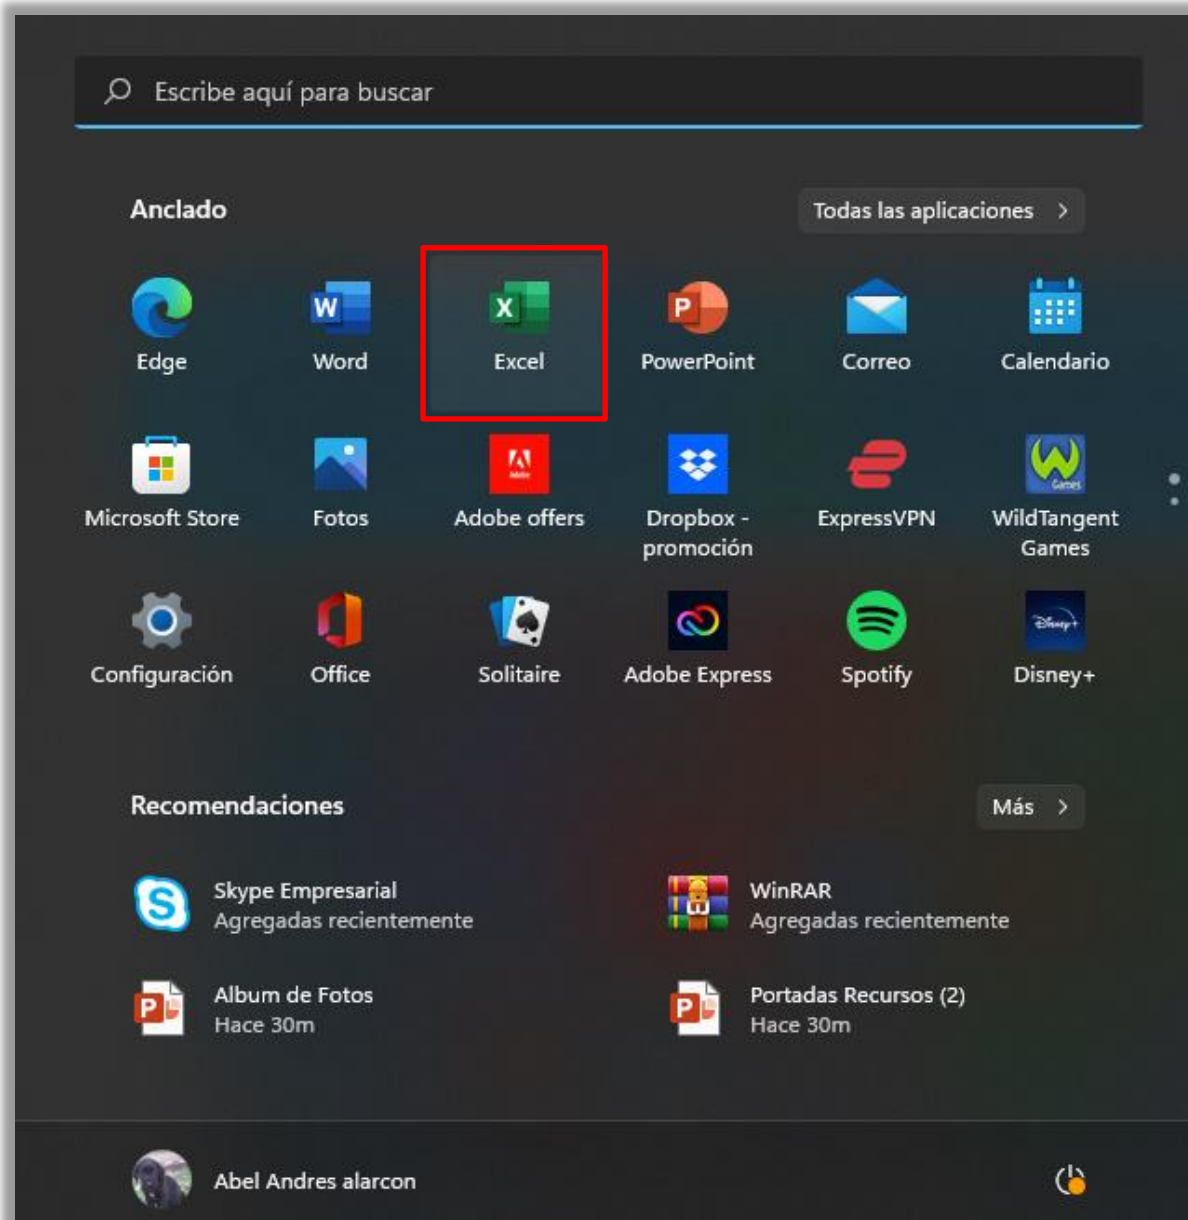 Escribe aquí para buscar
Anclado
Todas las aplicaciones >
Edge
Word
Excel
PowerPoint
Correo
Calendario
Microsoft Store
Fotos
Adobe offers
Dropbox -
promoción
ExpressVPN
WildTangent
Games
Configuración
Office
Solitaire
Adobe Express
Spotify
Disney+
Recomendaciones
Más >
Skype Empresarial
Agregadas recientemente
WinRAR
Agregadas recientemente
Album de Fotos
Hace 30m
Portadas Recursos (2)
Hace 30m
Abel Andres alarcon